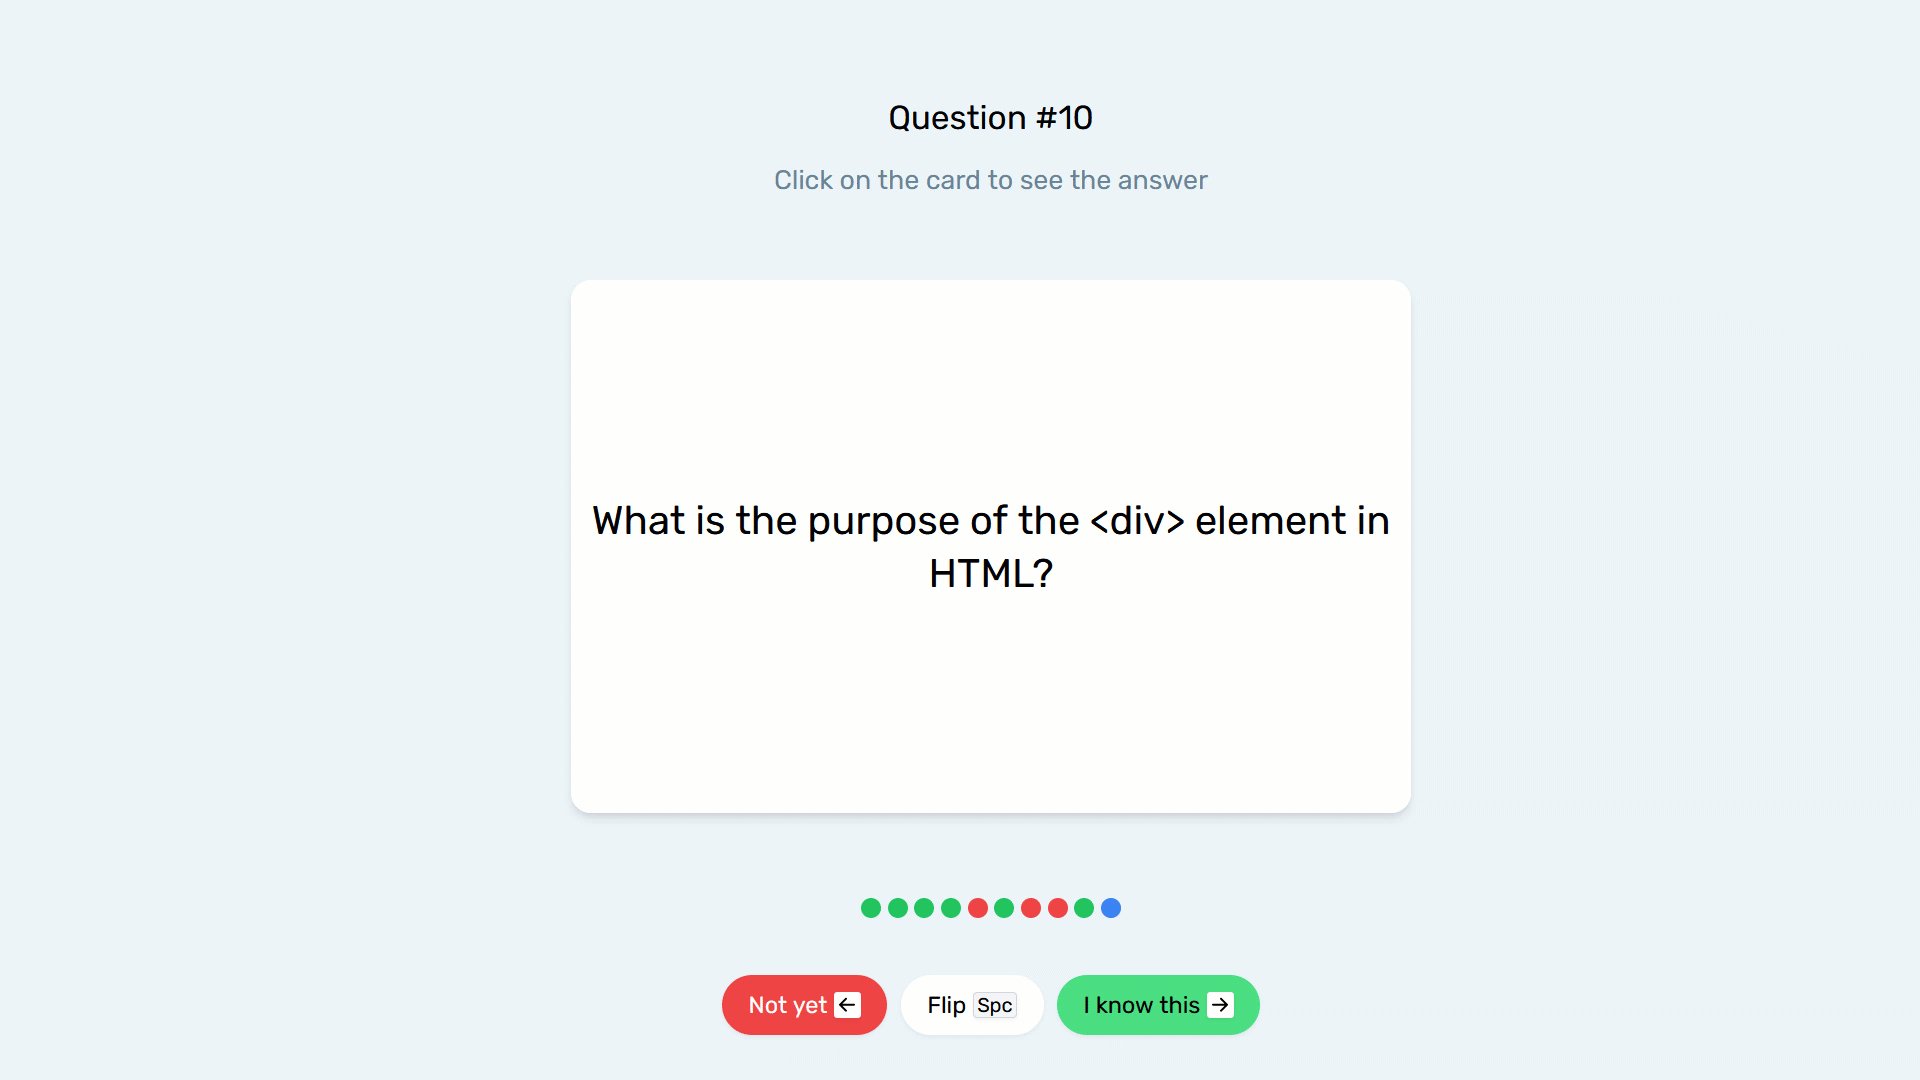 Question #10
Click on the card to see the answer
What is the purpose of the <div> element in
HTML?
Not yet ←
Flip Spc
I know this →